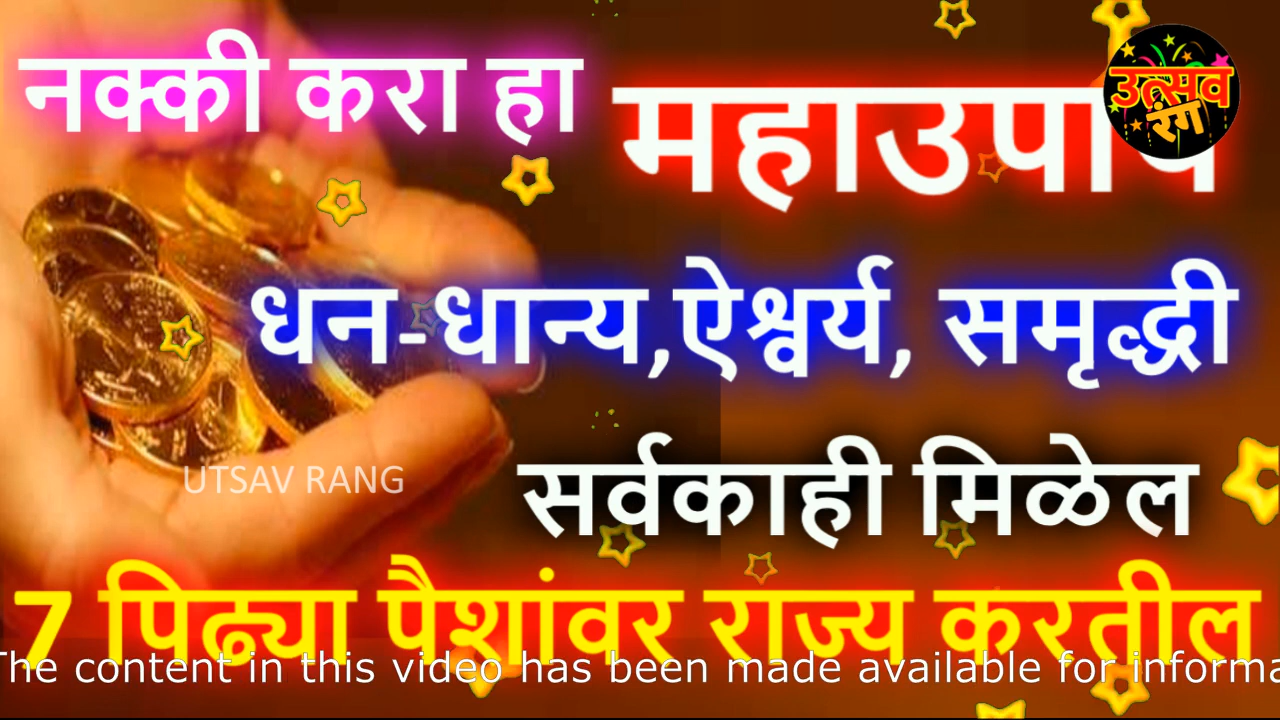 नक्की करा हा महाउपाय
उत्सव
रंग
धन-धान्य,ऐश्वर्य, समृद्धी
UTSAV RANG
सर्वकाही मिळेल
7 पिढ्या पैशांवर राज्य करतील
The content in this video has been made available for informa